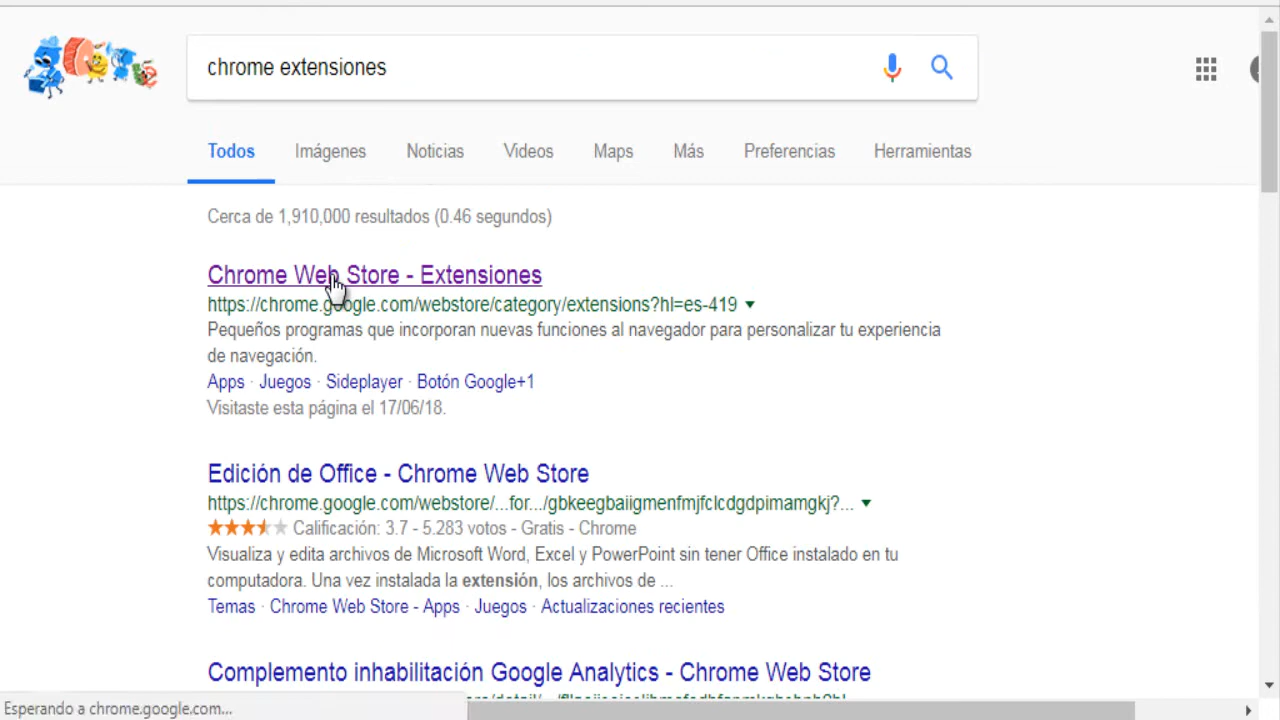 chrome extensiones
Todos Imágenes Noticias Videos Maps Más Preferencias Herramientas
Cerca de 1,910,000 resultados (0.46 segundos)
Chrome Web Store - Extensiones
https://chrome.google.com/webstore/category/extensions?hl=es-419
Pequeños programas que incorporan nuevas funciones al navegador para personalizar tu experiencia
de navegación.
Apps · Juegos · Sideplayer · Botón Google+1
Visitaste esta página el 17/06/18.
Edición de Office - Chrome Web Store
https://chrome.google.com/webstore/...for.../gbkeegbaiigmenfmjfclcdgdpimamgkj?...
Calificación: 3.7 - 5.283 votos - Gratis - Chrome
Visualiza y edita archivos de Microsoft Word, Excel y PowerPoint sin tener Office instalado en tu
computadora. Una vez instalada la extensión, los archivos de ...
Temas · Chrome Web Store - Apps · Juegos · Actualizaciones recientes
Complemento inhabilitación Google Analytics - Chrome Web Store
Esperando a chrome.google.com...